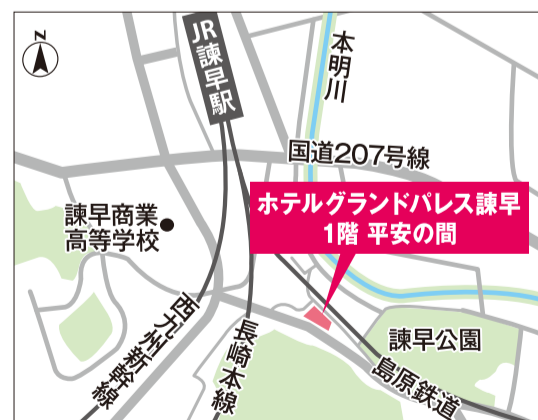 N
JR諫早駅
本明川
国道207号線
ホテルグランドパレス諫早
1階 平安の間
諫早商業
高等学校
西九州新幹線
長崎本線
諫早公園
島原鉄道